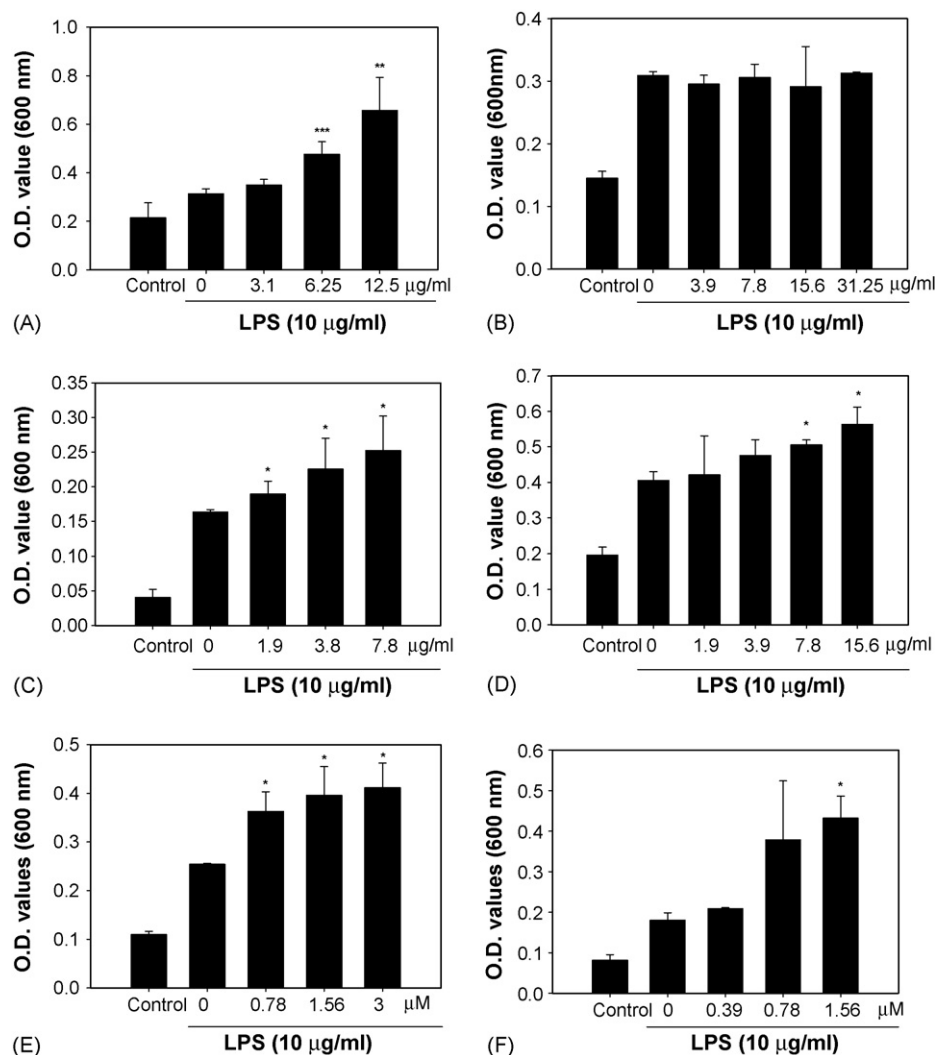 O.D. value (600 nm)
1.0
0.8
0.6
0.4
0.2
0.0
**
***
Control 0 3.1 6.25 12.5 μg/ml
LPS (10 μg/ml)
(A)
O.D. value (600nm)
0.4
0.3
0.2
0.1
0.0
Control 0 3.9 7.8 15.6 31.25 μg/ml
LPS (10 μg/ml)
(B)
O.D. value (600 nm)
0.35
0.30
0.25
0.20
0.15
0.05
0.00
* * *
Control 0 1.9 3.8 7.8 μg/ml
LPS (10 μg/ml)
(C)
O.D. value (600 nm)
0.7
0.6
0.5
0.4
0.3
0.2
0.1
0.0
* *
Control 0 1.9 3.9 7.8 15.6 μg/ml
LPS (10 μg/ml)
(D)
O.D. values (600 nm)
0.5
0.4
0.3
0.2
0.1
0.0
* * *
Control 0 0.78 1.56 3 μM
LPS (10 μg/ml)
(E)
O.D. values (600 nm)
0.6
0.5
0.4
0.3
0.2
0.1
0.0
*
Control 0 0.39 0.78 1.56 μM
LPS (10 μg/ml)
(F)